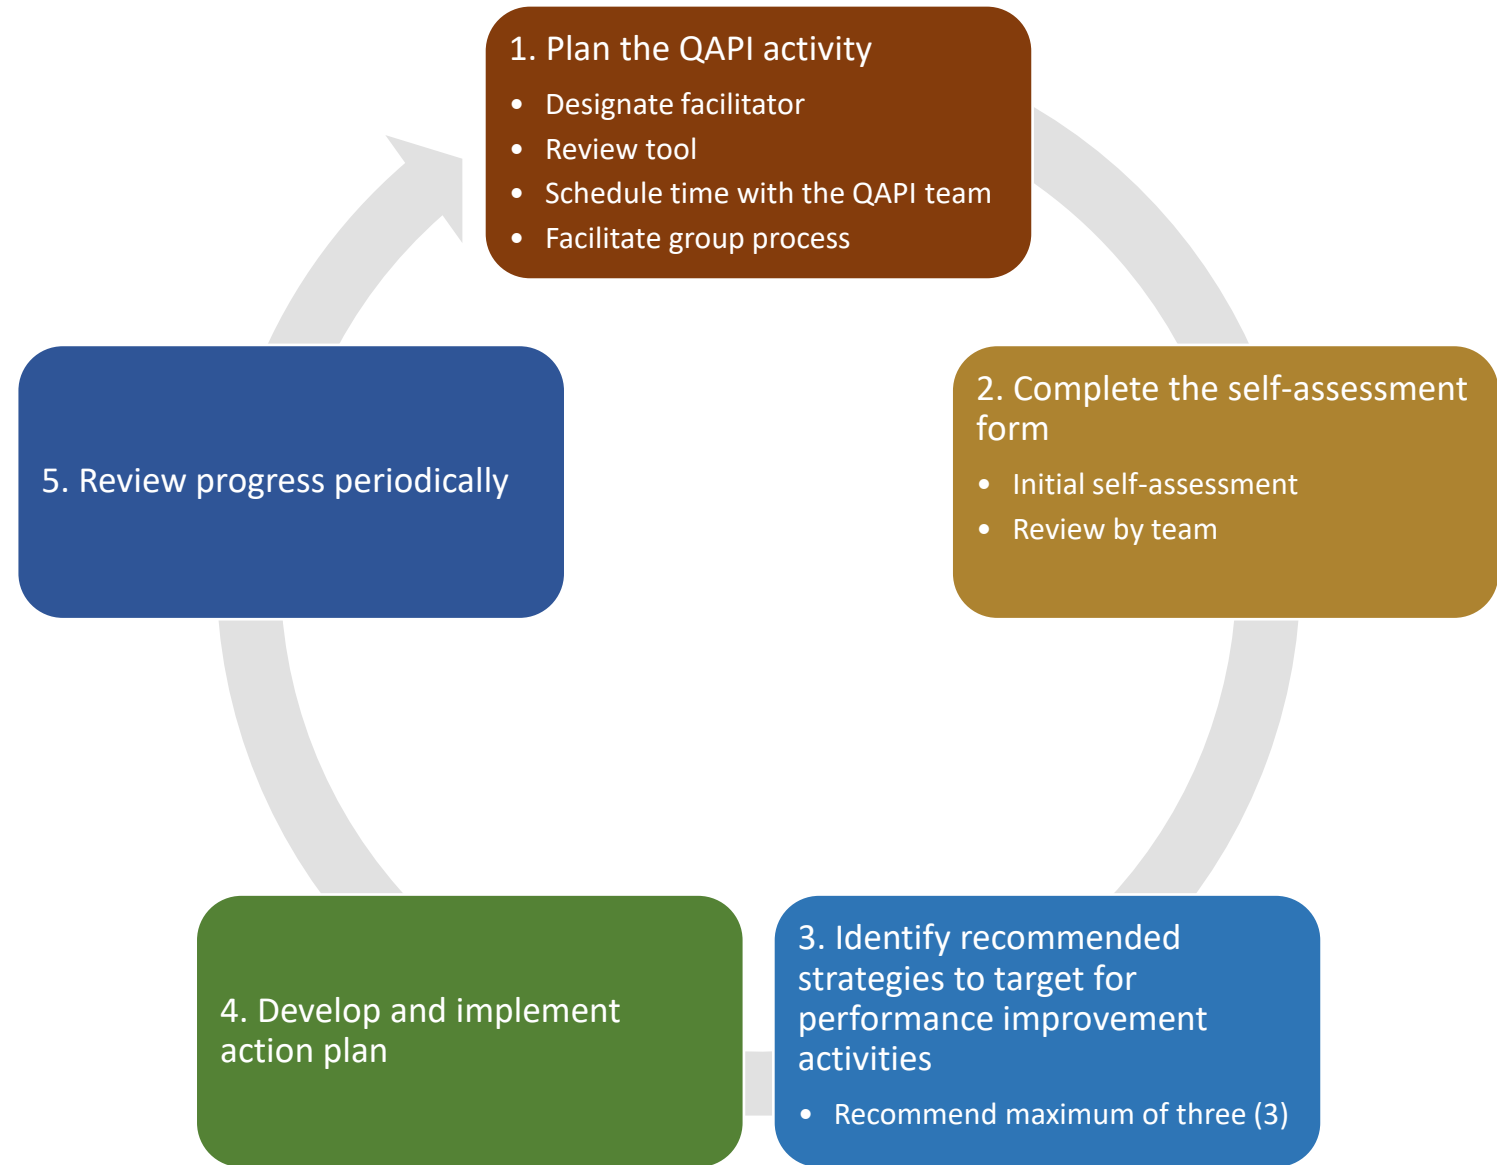 1. Plan the QAPI activity
• Designate facilitator
• Review tool
• Schedule time with the QAPI team
• Facilitate group process
2. Complete the self-assessment
form
• Initial self-assessment
• Review by team
3. Identify recommended
strategies to target for
performance improvement
activities
• Recommend maximum of three (3)
4. Develop and implement
action plan
5. Review progress periodically